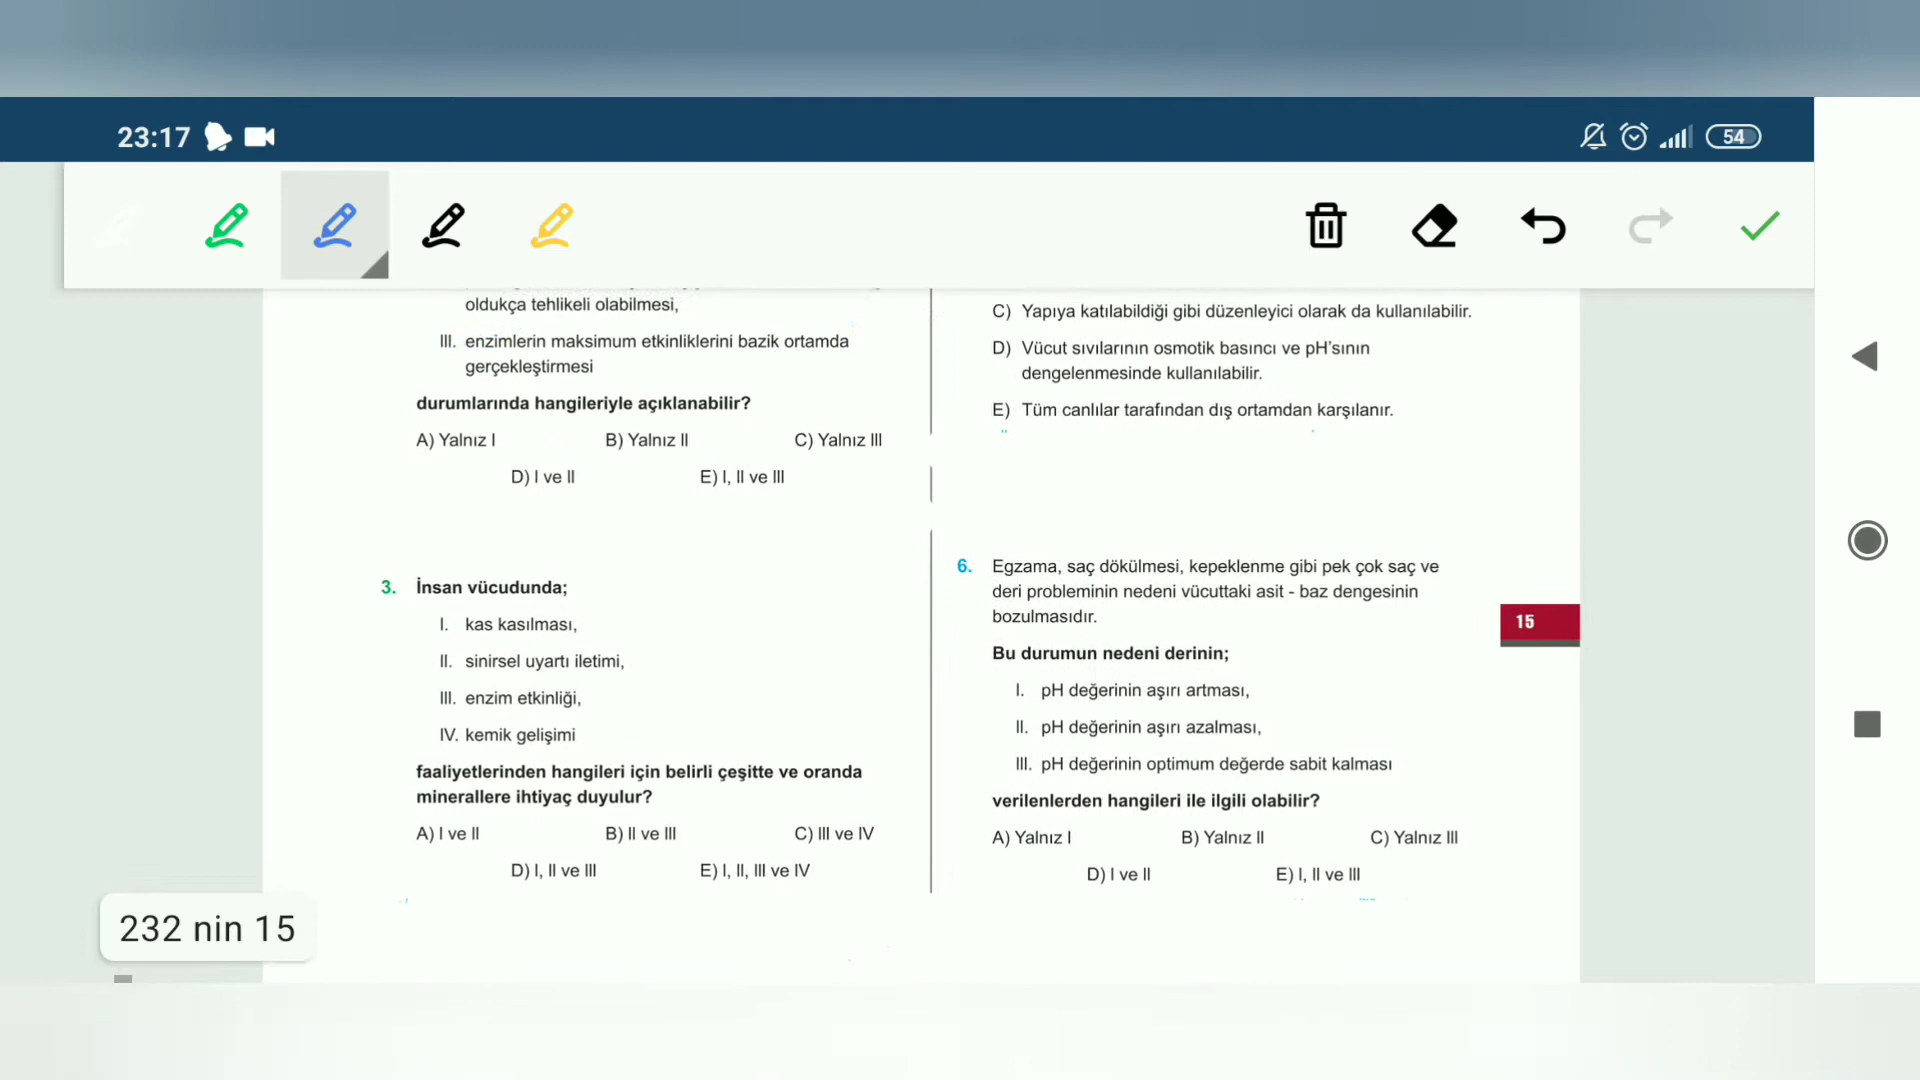 23:17
54
oldukça tehlikeli olabilmesi,
III. enzimlerin maksimum etkinliklerini bazik ortamda
gerçekleştirmesi
durumlarında hangileriyle açıklanabilir?
A) Yalnız I B) Yalnız II C) Yalnız III
D) I ve II E) I, II ve III
3. İnsan vücudunda;
I. kas kasılması,
II. sinirsel uyartı iletimi,
III. enzim etkinliği,
IV. kemik gelişimi
faaliyetlerinden hangileri için belirli çeşitte ve oranda
minerallere ihtiyaç duyulur?
A) I ve II B) II ve III C) III ve IV
D) I, II ve III E) I, II, III ve IV
C) Yapıya katılabildiği gibi düzenleyici olarak da kullanılabilir.
D) Vücut sıvılarının osmotik basıncı ve pH'sının
dengelenmesinde kullanılabilir.
E) Tüm canlılar tarafından dış ortamdan karşılanır.
6. Egzama, saç dökülmesi, kepeklenme gibi pek çok saç ve
deri probleminin nedeni vücuttaki asit - baz dengesinin
bozulmasıdır.
Bu durumun nedeni derinin;
I. pH değerinin aşırı artması,
II. pH değerinin aşırı azalması,
III. pH değerinin optimum değerde sabit kalması
verilenlerden hangileri ile ilgili olabilir?
A) Yalnız I B) Yalnız II C) Yalnız III
D) I ve II E) I, II ve III
15
232 nin 15